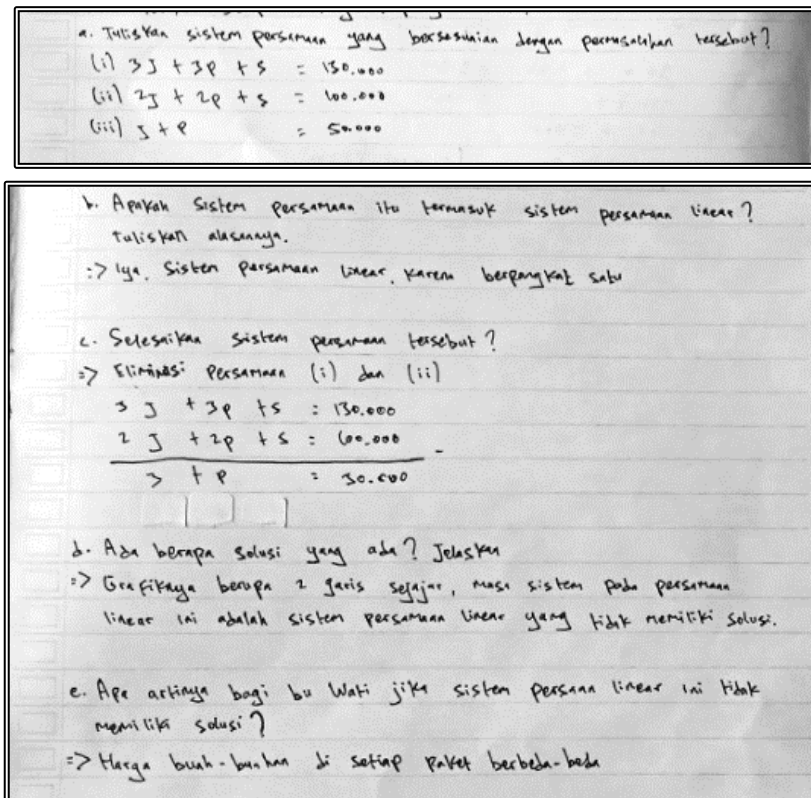 a. Tuliskan sistem persamaan yang bersesuaian dengan permasalahan tersebut?
(i) 3J + 3P + S = 130.000
(ii) 2J + 2P + S = 100.000
(iii) J + P = 50.000
b. Apakah sistem persamaan itu termasuk sistem persamaan linear?
tuliskan alasannya.
=> Iya, sistem persamaan linear, karena berpangkat satu
c. Selesaikan sistem persamaan tersebut?
=> Eliminasi persamaan (i) dan (ii)
3 J + 3P + S = 130.000
2 J + 2P + S = 100.000 -
J + P = 30.000
d. Ada berapa solusi yang ada? Jelaskan
=> Grafiknya berupa 2 garis sejajar, maka sistem pada persamaan
linear ini adalah sistem persamaan linear yang tidak memiliki solusi.
e. Apa artinya bagi bu Wati jika sistem persaan linear ini tidak
memiliki solusi?
=> Harga buah-buahan di setiap paket berbeda-beda